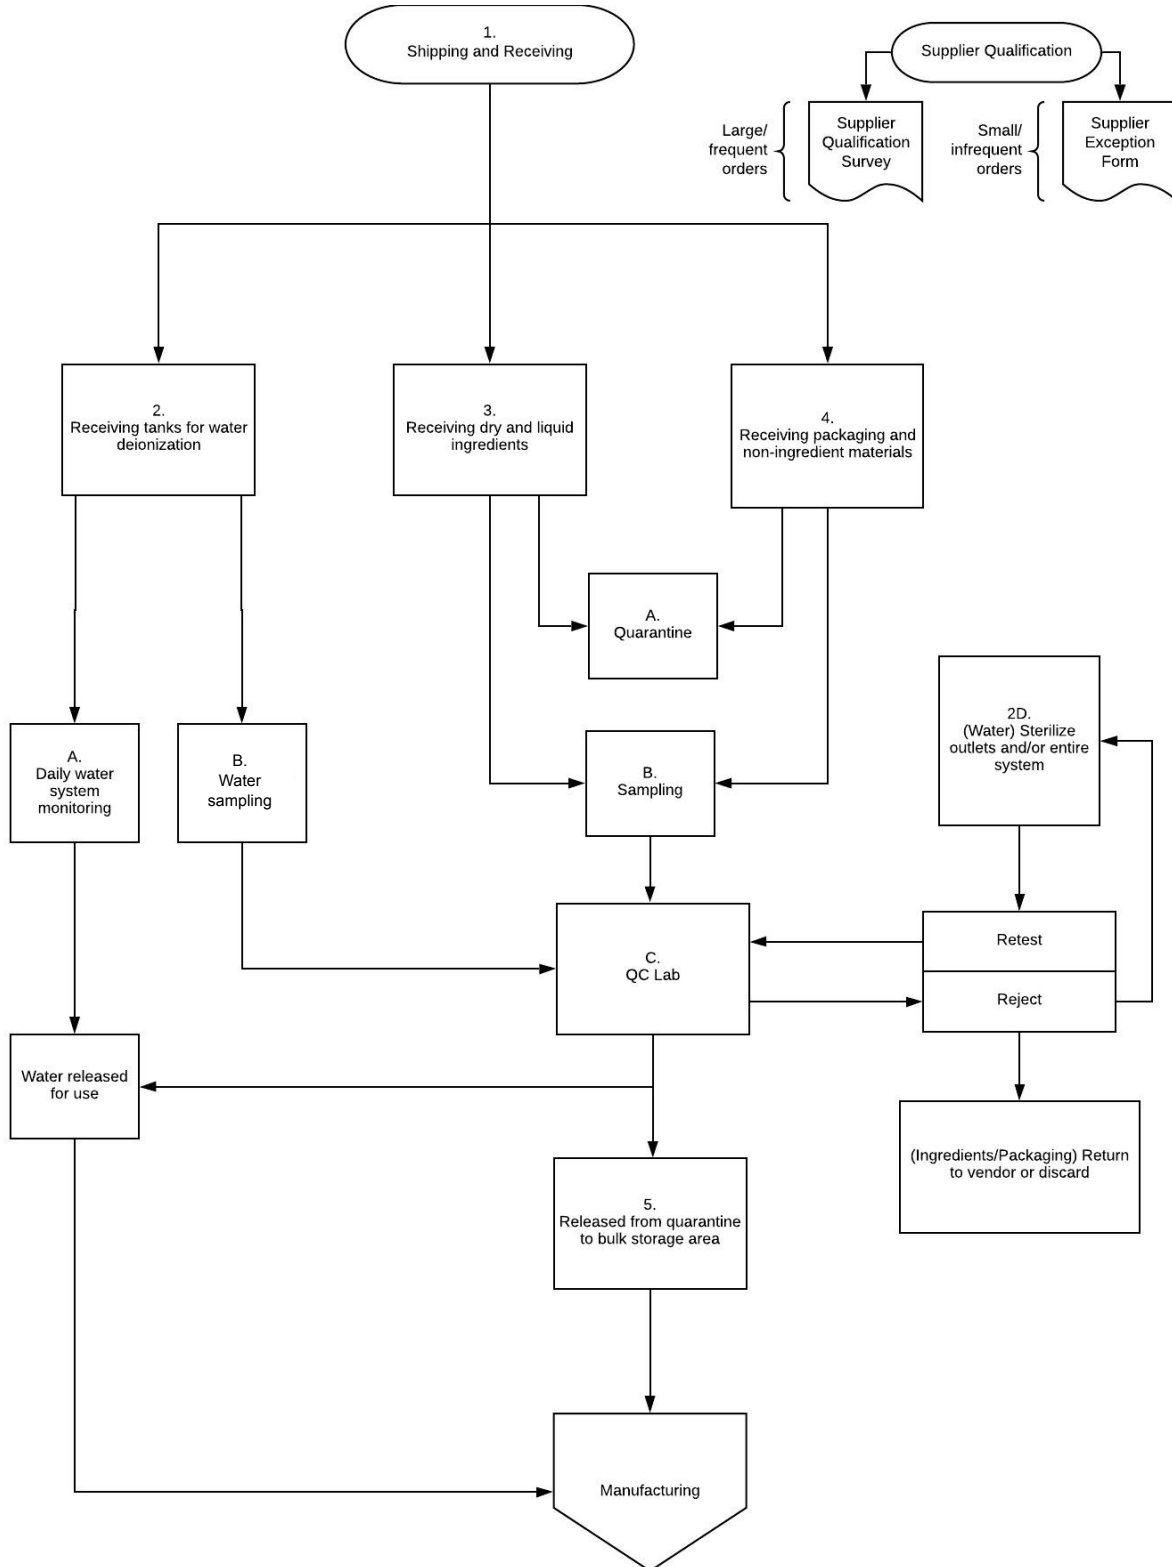 1.
Shipping and Receiving
Supplier Qualification
Large/
frequent
orders
Supplier
Qualification
Survey
Small/
infrequent
orders
Supplier
Exception
Form
2.
Receiving tanks for water
deionization
3.
Receiving dry and liquid
ingredients
4.
Receiving packaging and
non-ingredient materials
A.
Quarantine
A.
Daily water
system
monitoring
B.
Water
sampling
B.
Sampling
2D.
(Water) Sterilize
outlets and/or entire
system
C.
QC Lab
Retest
Reject
Water released
for use
(Ingredients/Packaging) Return
to vendor or discard
5.
Released from quarantine
to bulk storage area
Manufacturing